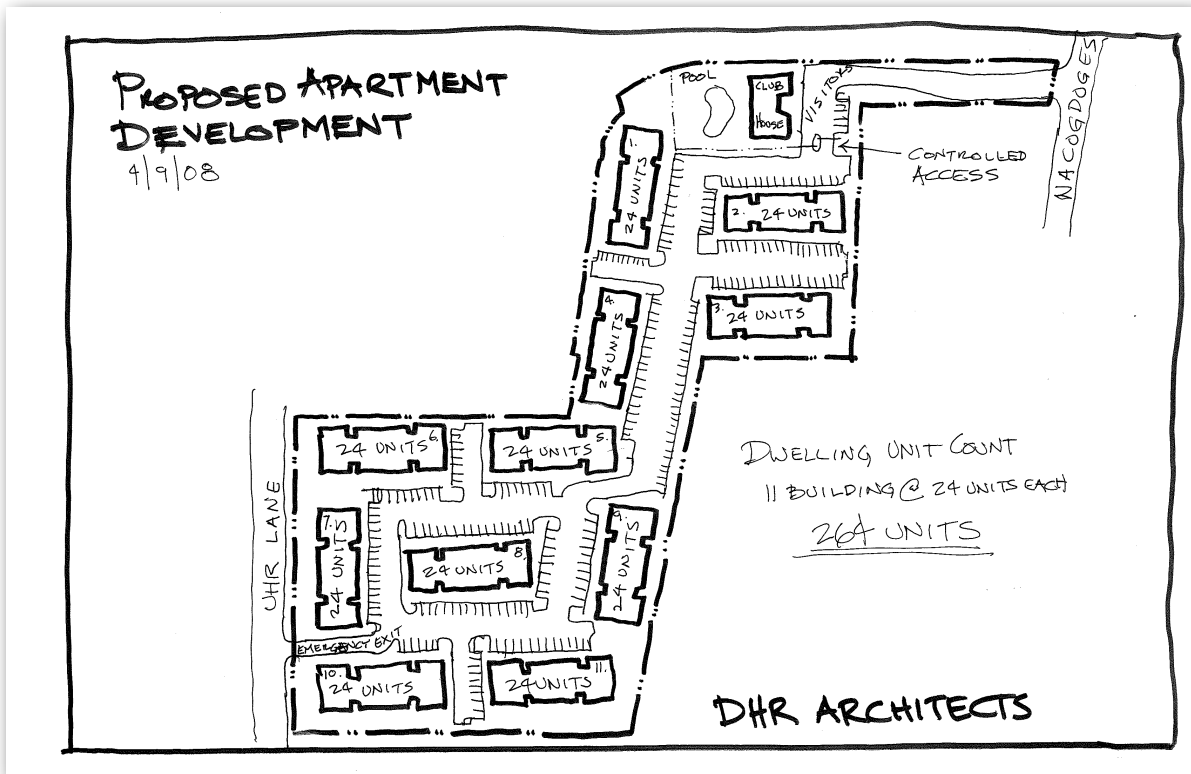 PROPOSED APARTMENT
DEVELOPMENT
4/9/08
POOL
CLUB
HOUSE
VISITORS
NACOGDOGES
CONTROLLED
ACCESS
1.
24 UNITS
2. 24 UNITS
3. 24 UNITS
4.
24 UNITS
24 UNITS 5.
24 UNITS 6.
7.
24 UNITS
24 UNITS 8.
9.
24 UNITS
UHR LANE
EMERGENCY EXIT
10.
24 UNITS
24 UNITS 11.
DWELLING UNIT COUNT
11 BUILDING @ 24 UNITS EACH
264 UNITS
DHR ARCHITECTS